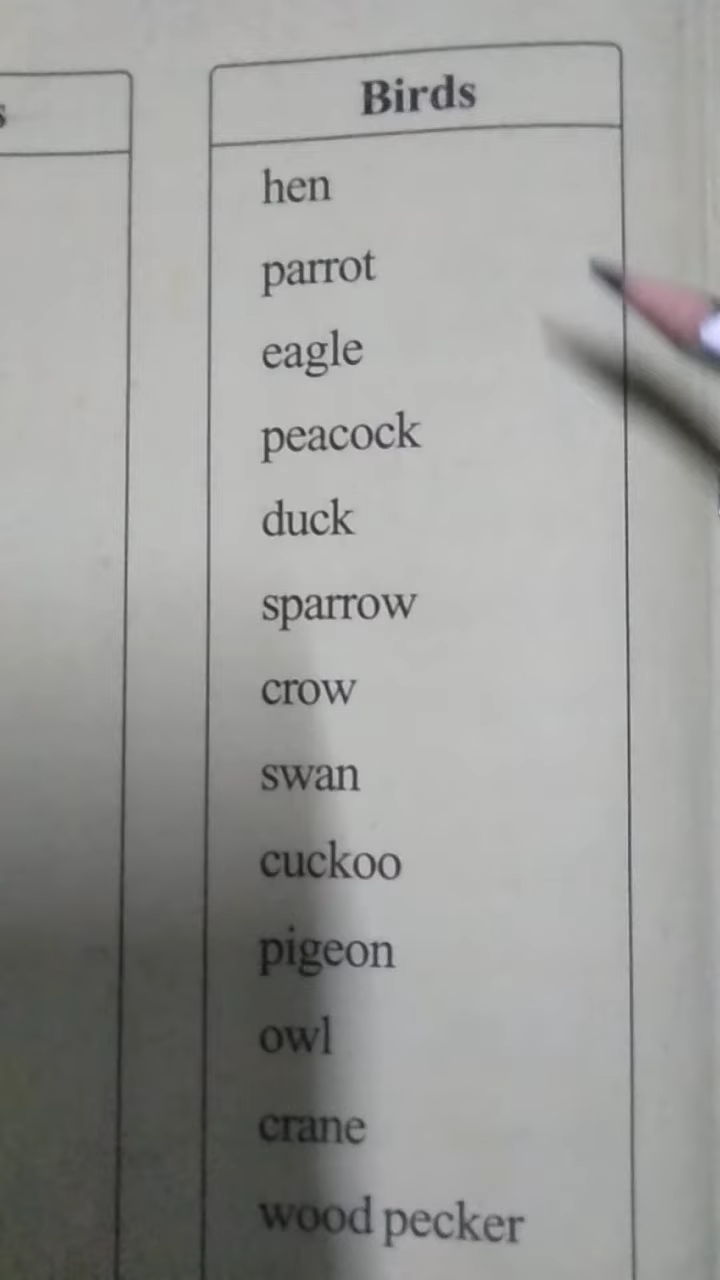 Birds
hen
parrot
eagle
peacock
duck
sparrow
crow
swan
cuckoo
pigeon
owl
crane
wood pecker